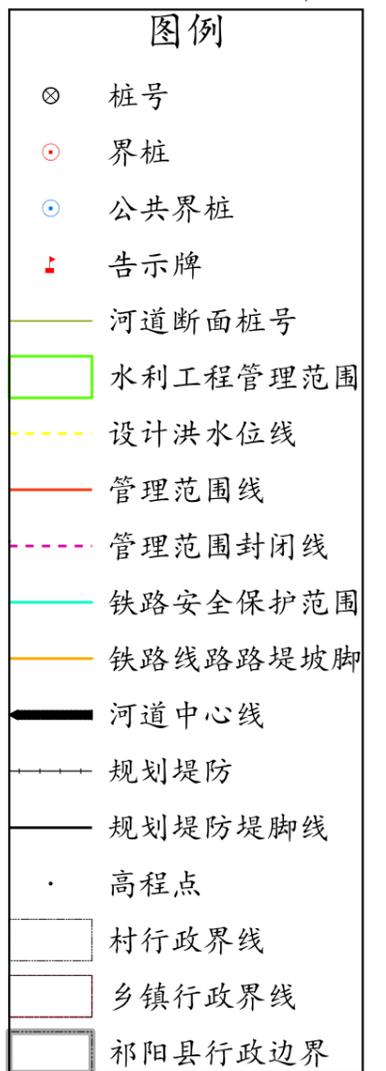 图例
桩号
界桩
公共界桩
告示牌
河道断面桩号
水利工程管理范围
设计洪水位线
管理范围线
管理范围封闭线
铁路安全保护范围
铁路线路路堤坡脚
河道中心线
规划堤防
规划堤防堤脚线
高程点
村行政界线
乡镇行政界线
祁阳县行政边界